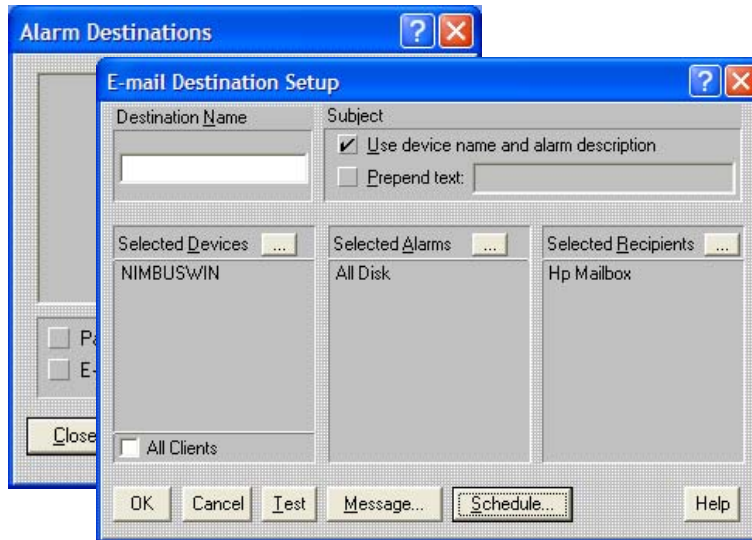 Alarm Destinations
E-mail Destination Setup
Destination Name
Subject
Use device name and alarm description
Prepend text:
Selected Devices ...
Selected Alarms ...
Selected Recipients ...
NIMBUSWIN
All Disk
Hp Mailbox
All Clients
Close
OK Cancel Test Message... Schedule... Help